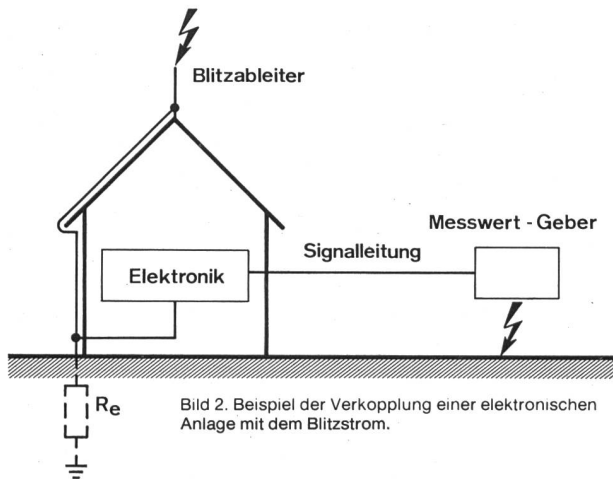 Blitzableiter
Messwert - Geber
Signalleitung
Elektronik
Re
Bild 2. Beispiel der Verkopplung einer elektronischen
Anlage mit dem Blitzstrom.